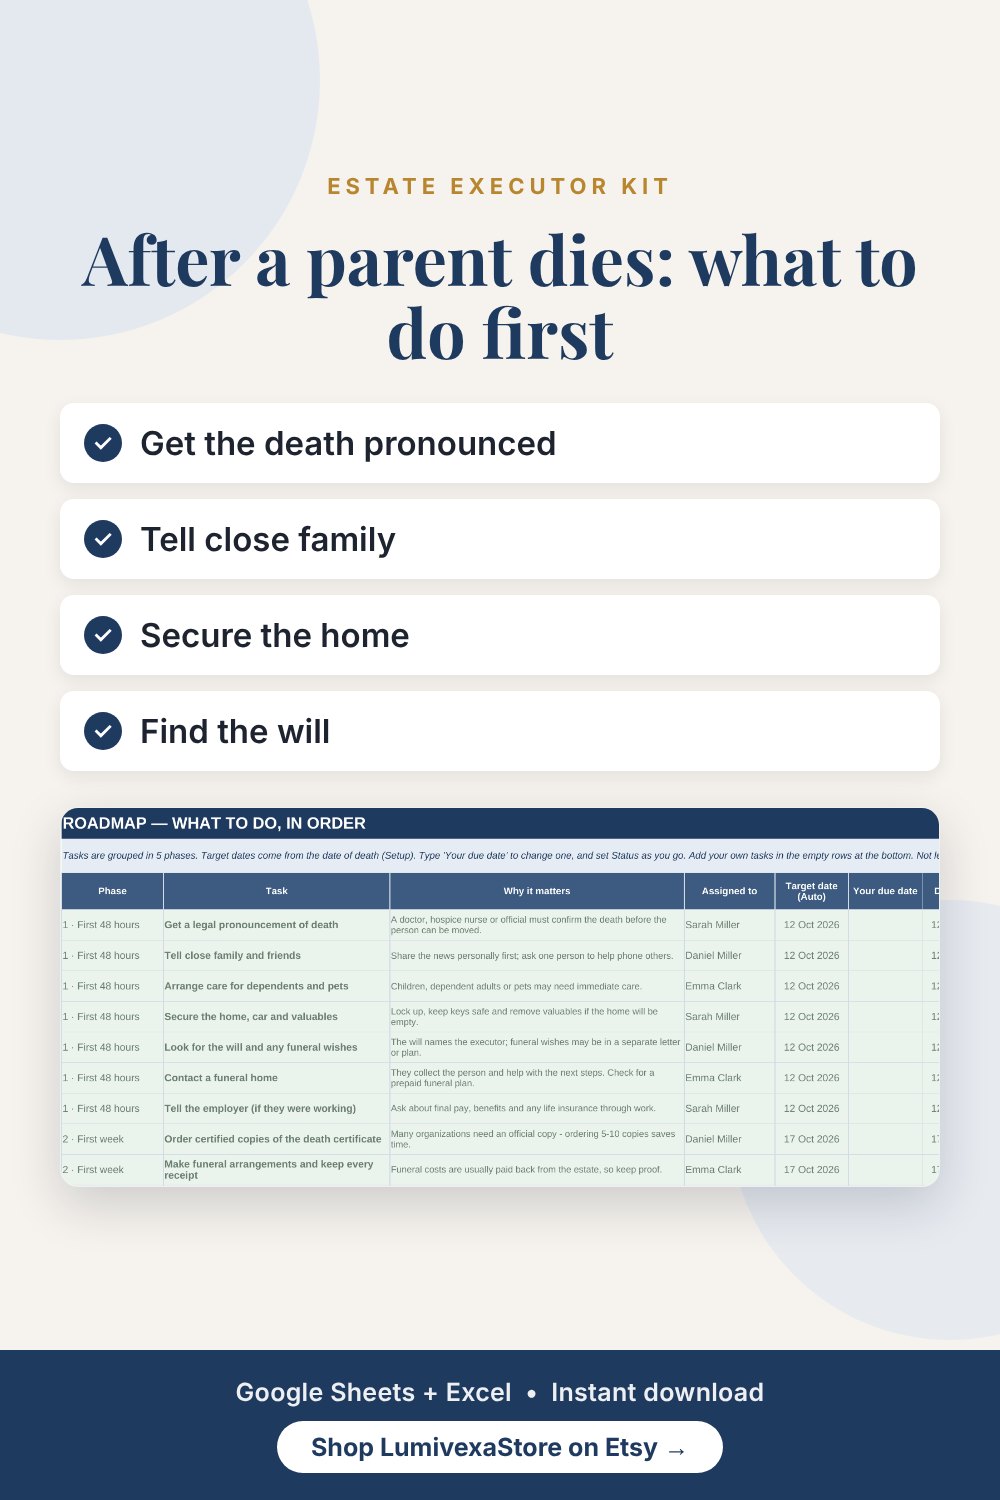 ESTATE EXECUTOR KIT
After a parent dies: what to
do first
Get the death pronounced
Tell close family
Secure the home
Find the will
ROADMAP — WHAT TO DO, IN ORDER
Tasks are grouped in 5 phases. Target dates come from the date of death (Setup). Type 'Your due date' to change one, and set Status as you go. Add your own tasks in the empty rows at the bottom. Not
Phase Task Why it matters Assigned to Target date (Auto) Your due date
1 · First 48 hours Get a legal pronouncement of death A doctor, hospice nurse or official must confirm the death before the person can be moved. Sarah Miller 12 Oct 2026
1 · First 48 hours Tell close family and friends Share the news personally first; ask one person to help phone others. Daniel Miller 12 Oct 2026
1 · First 48 hours Arrange care for dependents and pets Children, dependent adults or pets may need immediate care. Emma Clark 12 Oct 2026
1 · First 48 hours Secure the home, car and valuables Lock up, keep keys safe and remove valuables if the home will be empty. Sarah Miller 12 Oct 2026
1 · First 48 hours Look for the will and any funeral wishes The will names the executor; funeral wishes may be in a separate letter or plan. Daniel Miller 12 Oct 2026
1 · First 48 hours Contact a funeral home They collect the person and help with the next steps. Check for a prepaid funeral plan. Emma Clark 12 Oct 2026
1 · First 48 hours Tell the employer (if they were working) Ask about final pay, benefits and any life insurance through work. Sarah Miller 12 Oct 2026
2 · First week Order certified copies of the death certificate Many organizations need an official copy - ordering 5-10 copies saves time. Daniel Miller 17 Oct 2026
2 · First week Make funeral arrangements and keep every receipt Funeral costs are usually paid back from the estate, so keep proof. Emma Clark 17 Oct 2026
Google Sheets + Excel • Instant download
Shop LumivexaStore on Etsy →